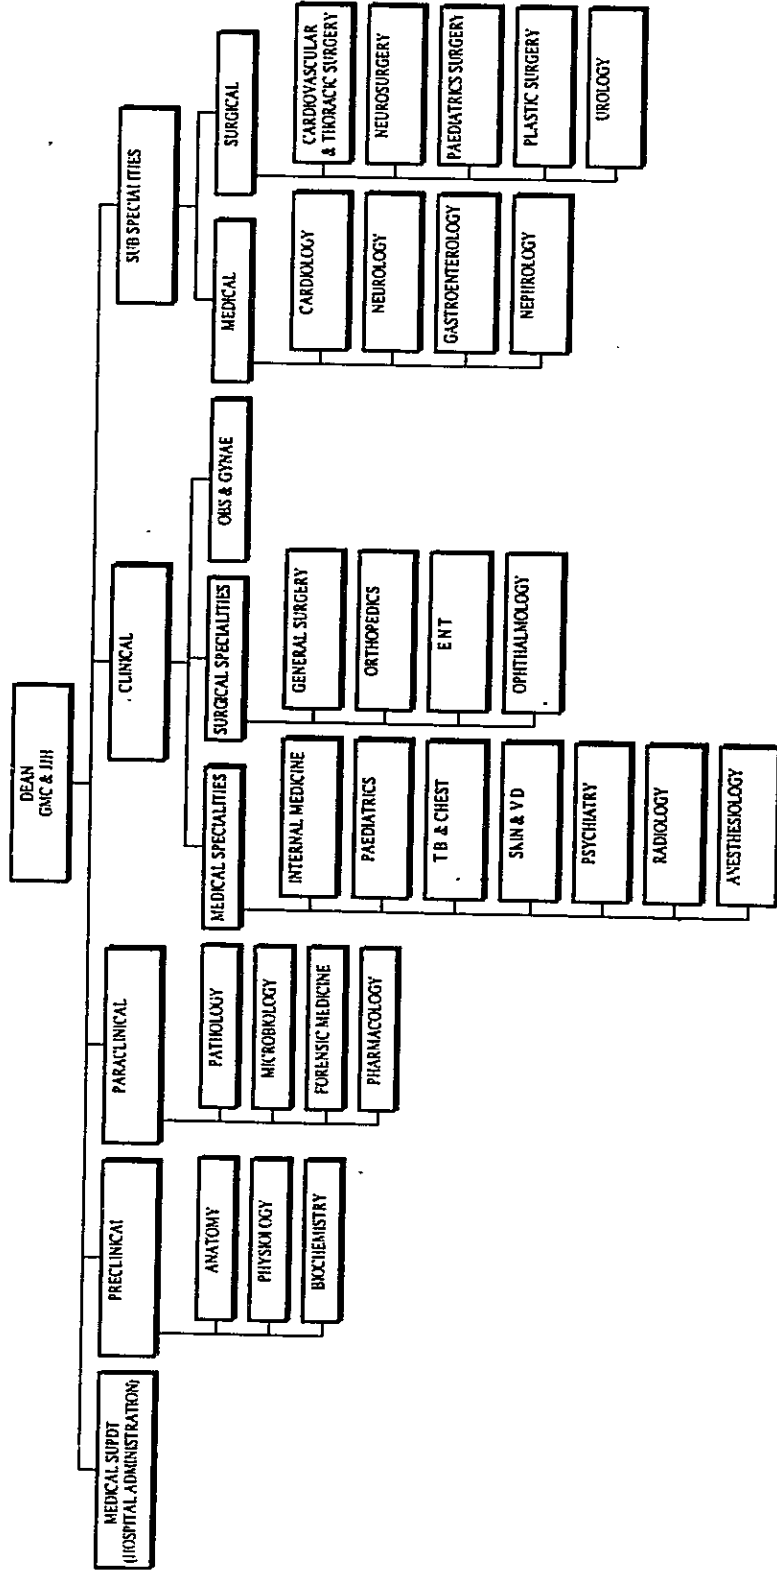 DEAN
GMC & JJH
MEDICAL SUPDT
(HOSPITAL ADMINISTRATION)
PRECLINICAL
ANATOMY
PHYSIOLOGY
BIOCHEMISTRY
PARACLINICAL
PATHOLOGY
MICROBIOLOGY
FORENSIC MEDICINE
PHARMACOLOGY
CLINICAL
MEDICAL SPECIALITIES
INTERNAL MEDICINE
PAEDIATRICS
T B & CHEST
SKIN & V D
PSYCHIATRY
RADIOLOGY
ANESTHESIOLOGY
SURGICAL SPECIALITIES
GENERAL SURGERY
ORTHOPEDICS
E N T
OPHTHALMOLOGY
OBS & GYNAE
SUB SPECIALITIES
MEDICAL
CARDIOLOGY
NEUROLOGY
GASTROENTEROLOGY
NEPHROLOGY
SURGICAL
CARDIOVASCULAR
& THORACIC SURGERY
NEUROSURGERY
PAEDIATRICS SURGERY
PLASTIC SURGERY
UROLOGY